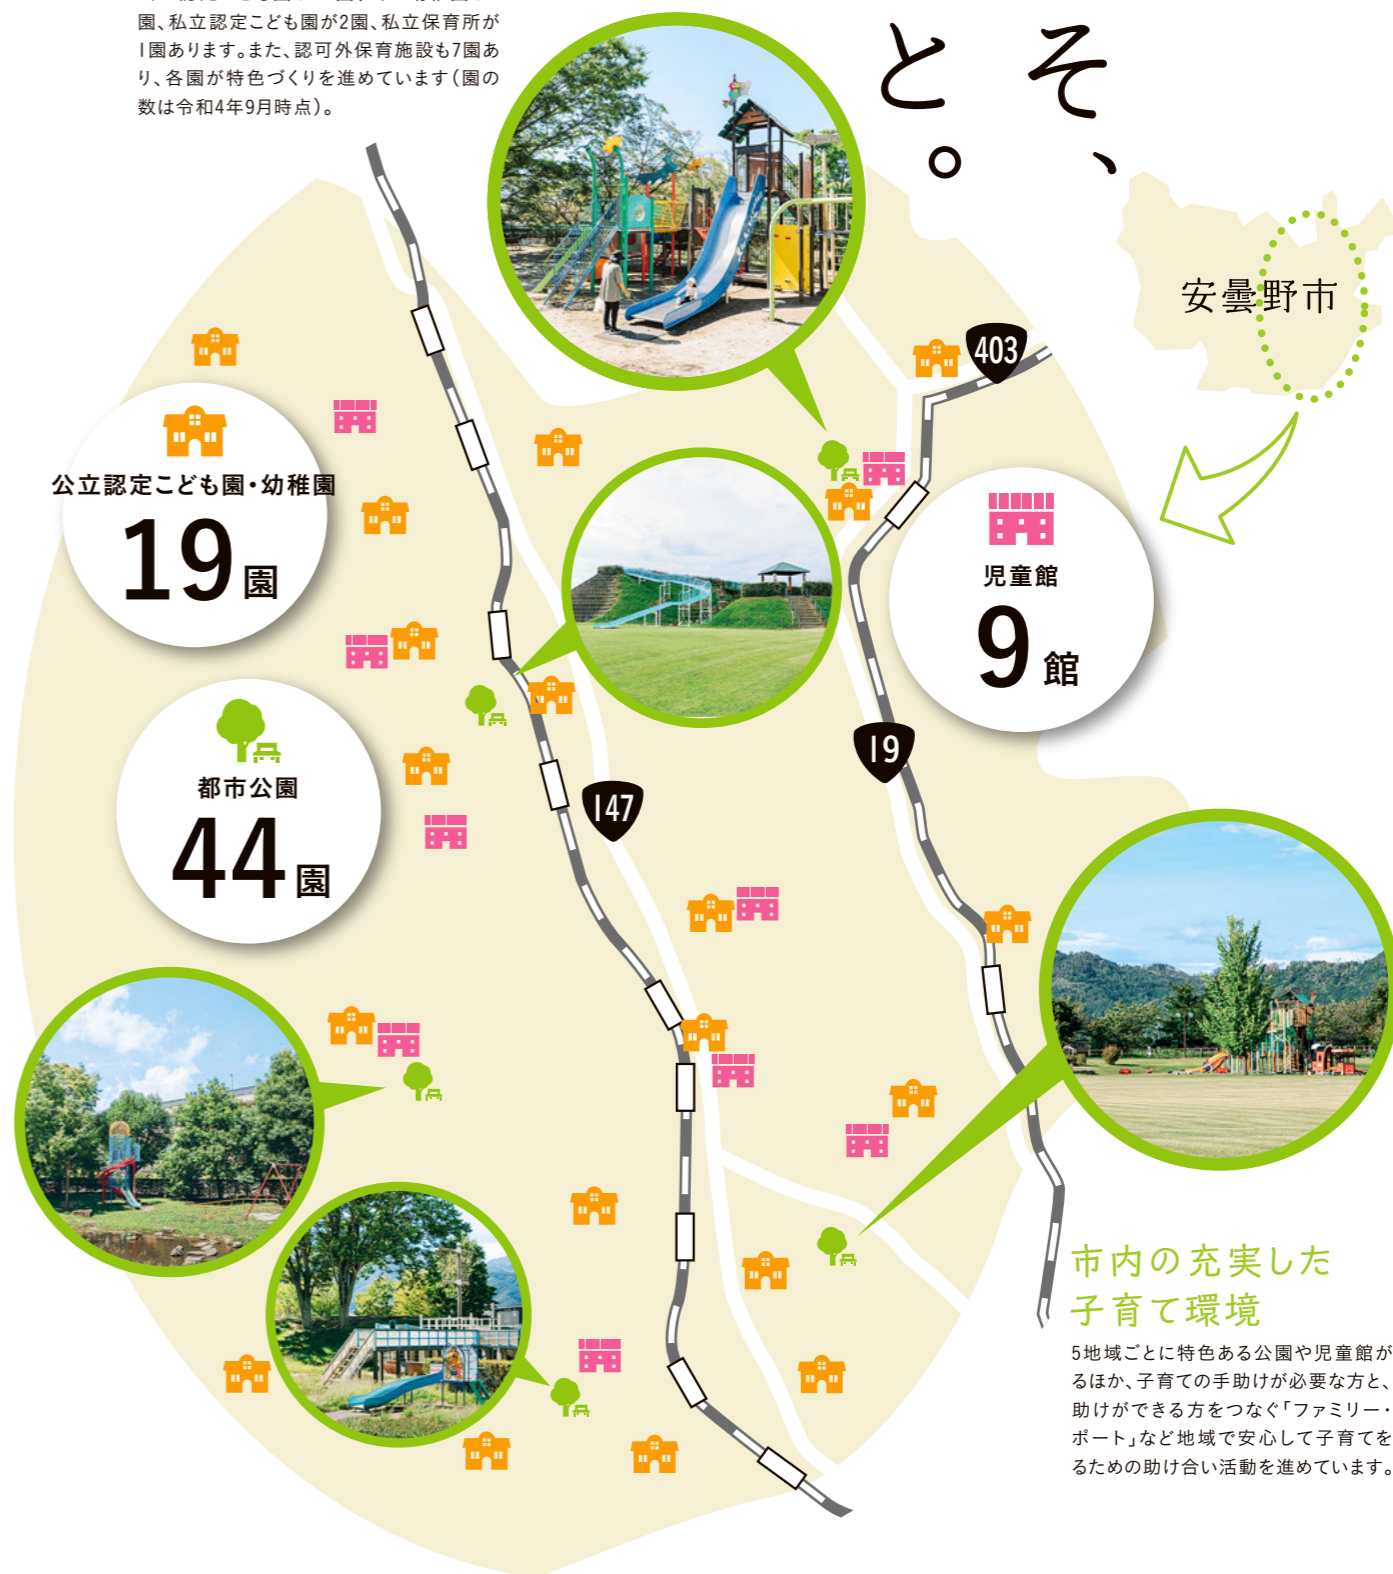 園、私立認定こども園が2園、私立保育所が
1園あります。また、認可外保育施設も7園あ
り、各園が特色づくりを進めています(園の
数は令和4年9月時点)。
そ、
と。
安曇野市
403
公立認定こども園・幼稚園
19園
児童館
9館
都市公園
44園
19
147
市内の充実した
子育て環境
5地域ごとに特色ある公園や児童館が
るほか、子育ての手助けが必要な方と、
助けができる方をつなぐ「ファミリー・
ポート」など地域で安心して子育てを
るための助け合い活動を進めています。